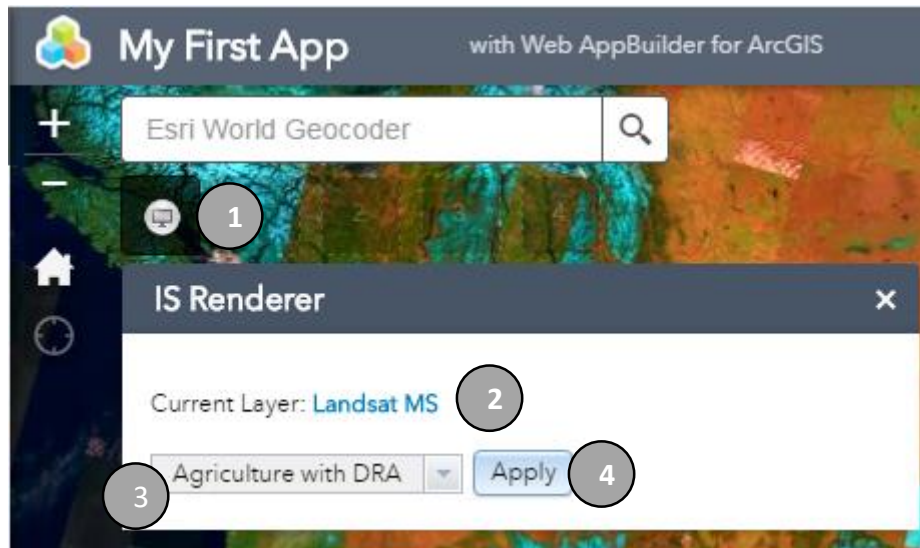 My First App with Web AppBuilder for ArcGIS
+
Esri World Geocoder
−
1
IS Renderer ×
Current Layer: Landsat MS 2
Agriculture with DRA Apply 4
3